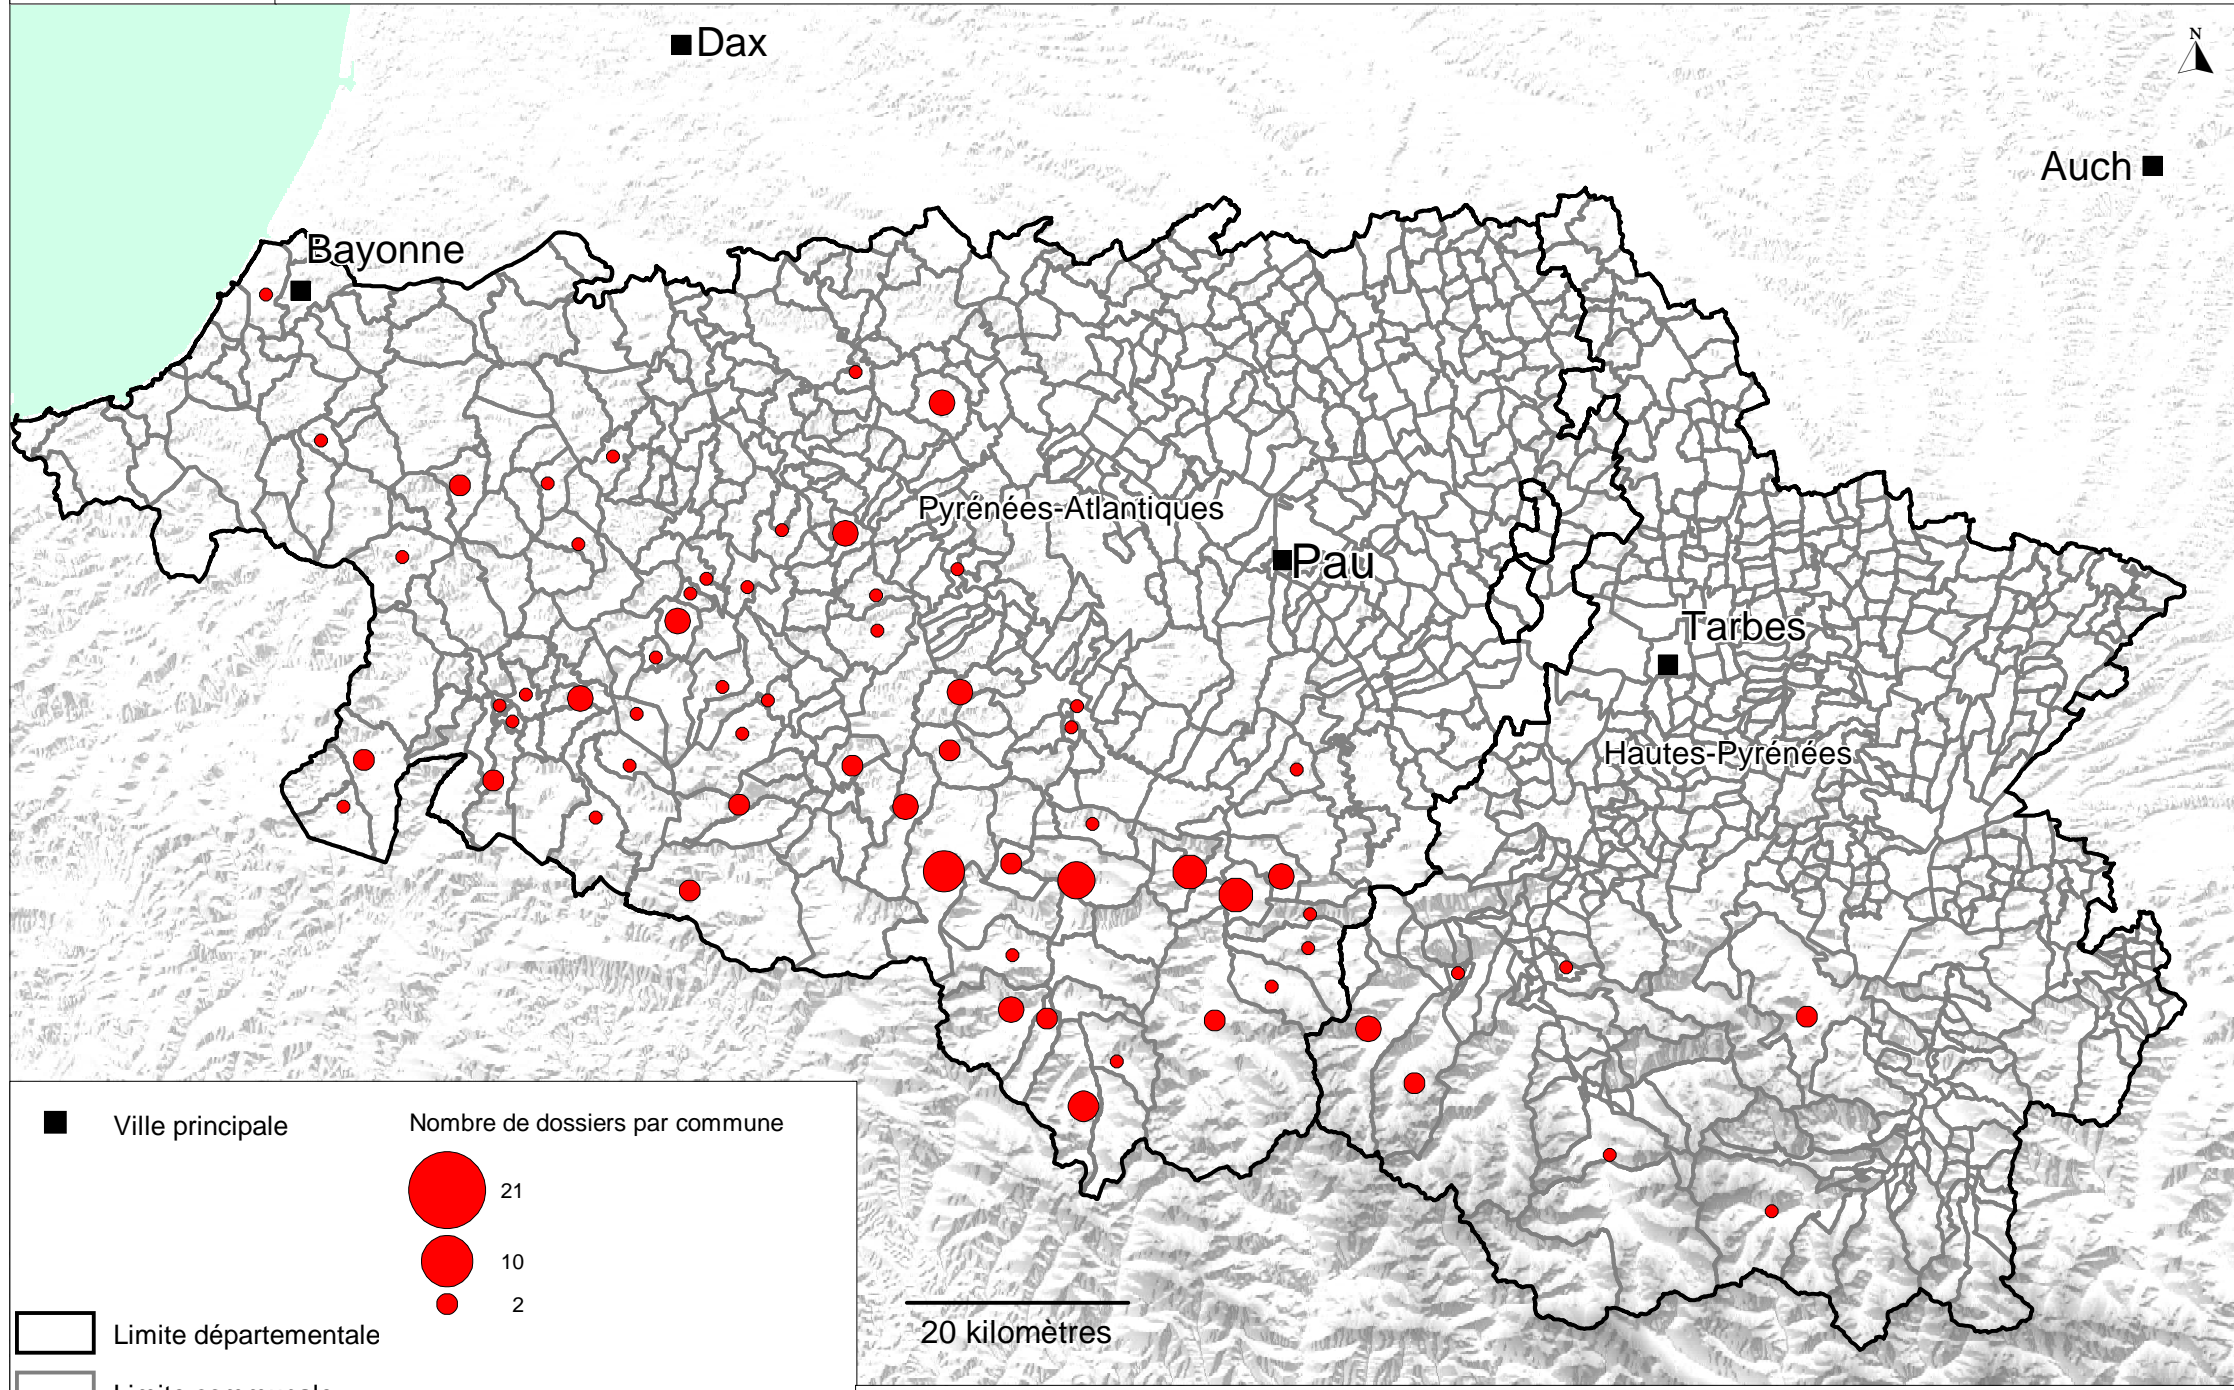 Dax
N
Auch
Bayonne
Pyrénées-Atlantiques
Pau
Tarbes
Hautes-Pyrénées
Ville principale
Nombre de dossiers par commune
21
10
2
Limite départementale
20 kilomètres